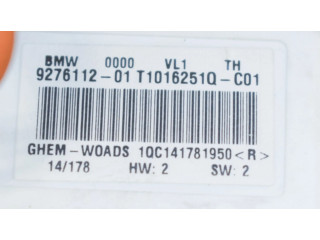 BMW 0000 VL1 TH
9276112-01 T1016251Q-C01
GHEM-WOADS 1QC141781950<R>
14/178 HW: 2 SW: 2